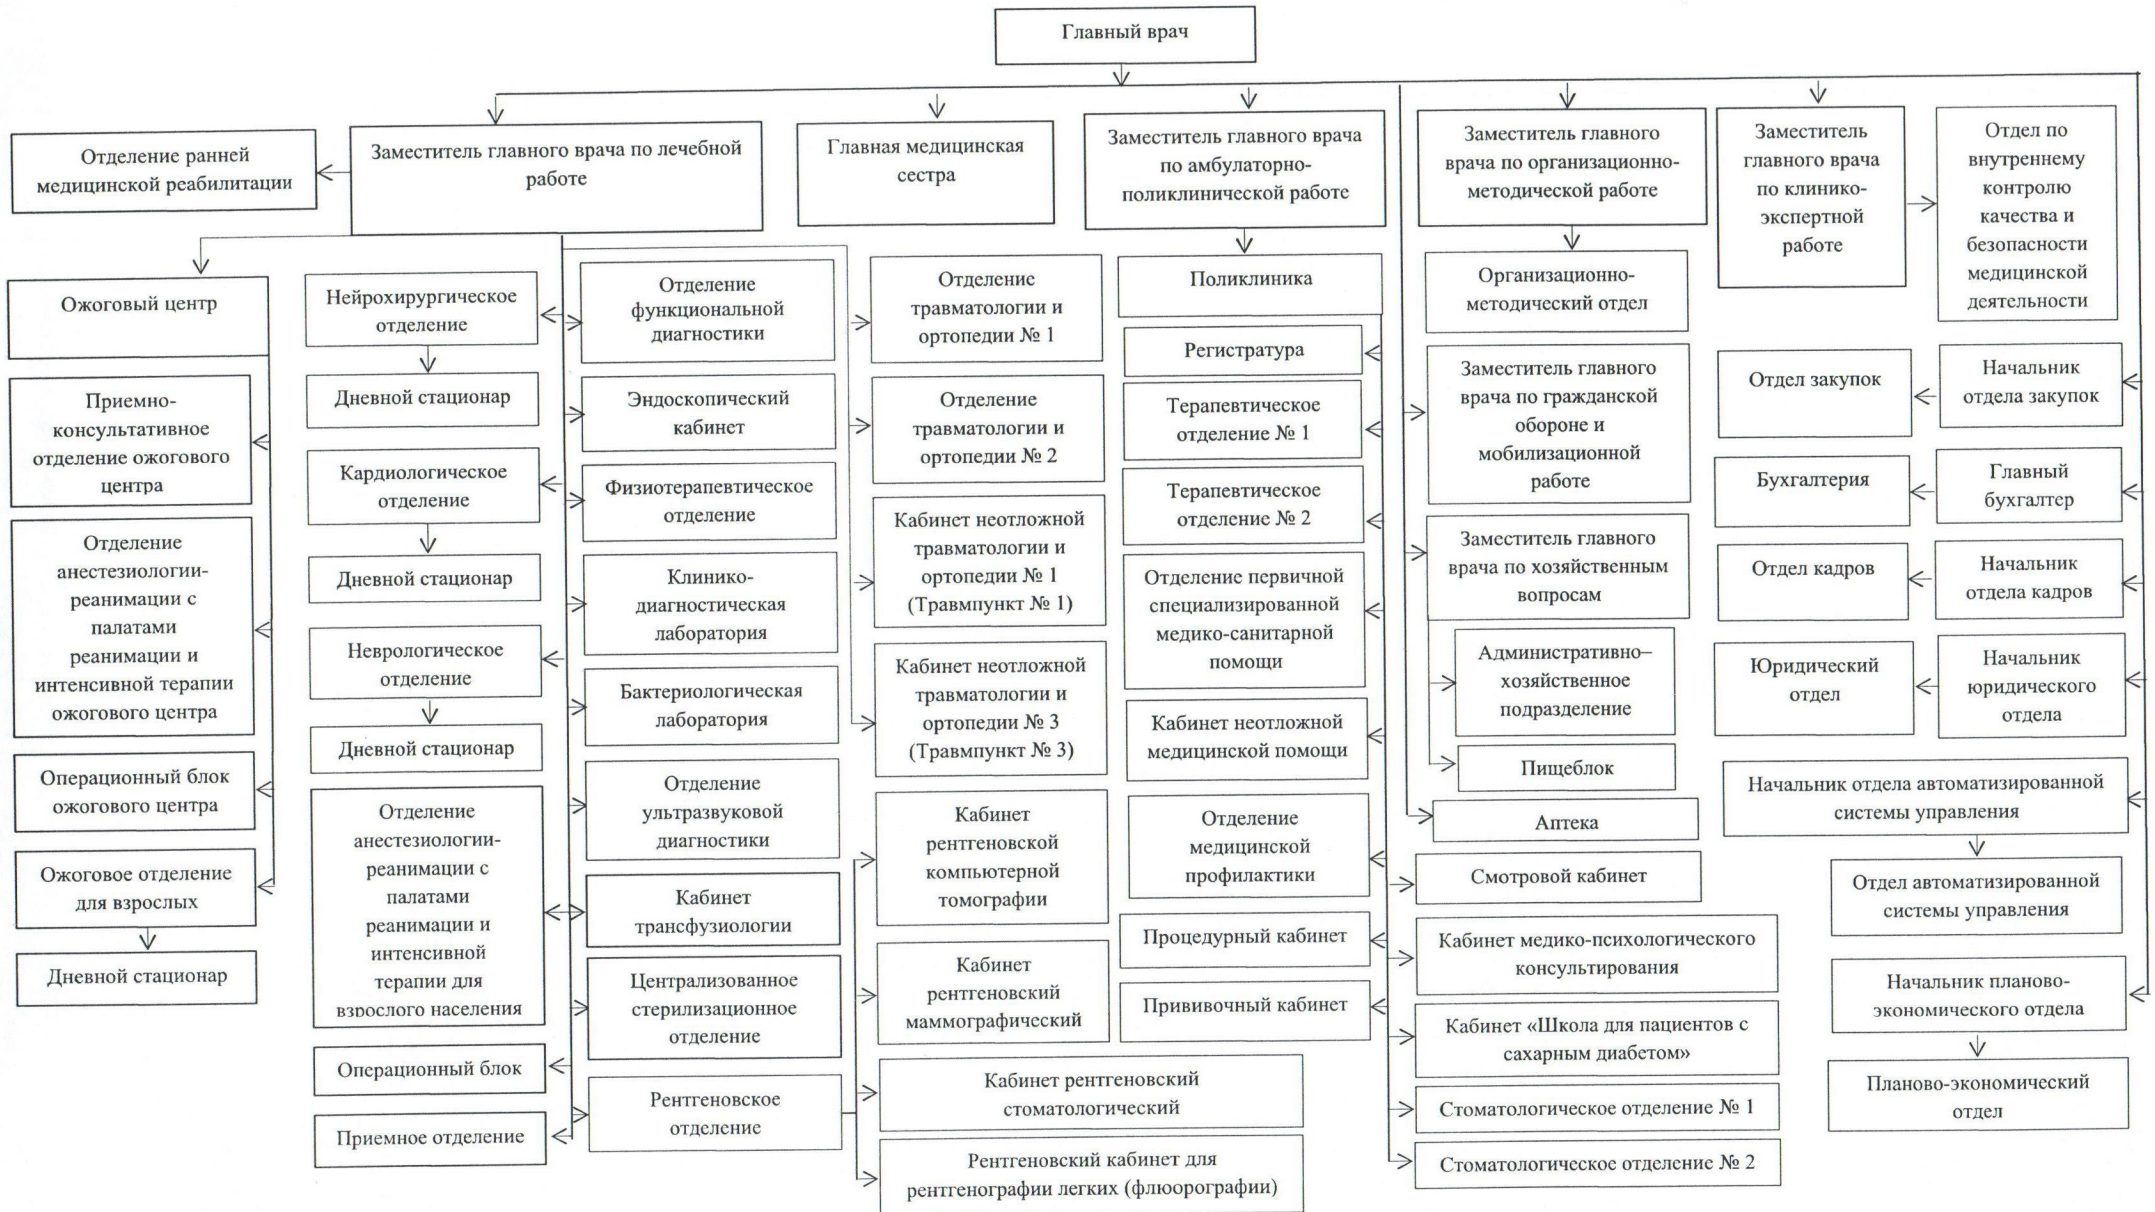 Главный врач
Отделение ранней
медицинской реабилитации
Заместитель главного врача по лечебной
работе
Главная медицинская
сестра
Заместитель главного врача
по амбулаторно-
поликлинической работе
Заместитель главного
врача по организационно-
методической работе
Заместитель
главного врача
по клинико-
экспертной
работе
Отдел по
внутреннему
контролю
качества и
безопасности
медицинской
деятельности
Ожоговый центр
Приемно-
консультативное
отделение ожогового
центра
Отделение
анестезиологии-
реанимации с
палатами
реанимации и
интенсивной терапии
ожогового центра
Операционный блок
ожогового центра
Ожоговое отделение
для взрослых
Дневной стационар
Нейрохирургическое
отделение
Дневной стационар
Кардиологическое
отделение
Дневной стационар
Неврологическое
отделение
Дневной стационар
Отделение
анестезиологии-
реанимации с
палатами
реанимации и
интенсивной
терапии для
взрослого населения
Операционный блок
Приемное отделение
Отделение
функциональной
диагностики
Эндоскопический
кабинет
Физиотерапевтическое
отделение
Клинико-
диагностическая
лаборатория
Бактериологическая
лаборатория
Отделение
ультразвуковой
диагностики
Кабинет
трансфузиологии
Централизованное
стерилизационное
отделение
Рентгеновское
отделение
Отделение
травматологии и
ортопедии № 1
Отделение
травматологии и
ортопедии № 2
Кабинет неотложной
травматологии и
ортопедии № 1
(Травмпункт № 1)
Кабинет неотложной
травматологии и
ортопедии № 3
(Травмпункт № 3)
Кабинет
рентгеновской
компьютерной
томографии
Кабинет
рентгеновский
маммографический
Кабинет рентгеновский
стоматологический
Рентгеновский кабинет для
рентгенографии легких (флюорографии)
Поликлиника
Регистратура
Терапевтическое
отделение № 1
Терапевтическое
отделение № 2
Отделение первичной
специализированной
медико-санитарной
помощи
Кабинет неотложной
медицинской помощи
Отделение
медицинской
профилактики
Процедурный кабинет
Прививочный кабинет
Организационно-
методический отдел
Заместитель главного
врача по гражданской
обороне и
мобилизационной
работе
Заместитель главного
врача по хозяйственным
вопросам
Административно–
хозяйственное
подразделение
Пищеблок
Аптека
Смотровой кабинет
Кабинет медико-психологического
консультирования
Кабинет «Школа для пациентов с
сахарным диабетом»
Стоматологическое отделение № 1
Стоматологическое отделение № 2
Отдел закупок
Начальник
отдела закупок
Бухгалтерия
Главный
бухгалтер
Отдел кадров
Начальник
отдела кадров
Юридический
отдел
Начальник
юридического
отдела
Начальник отдела автоматизированной
системы управления
Отдел автоматизированной
системы управления
Начальник планово-
экономического отдела
Планово-экономический
отдел